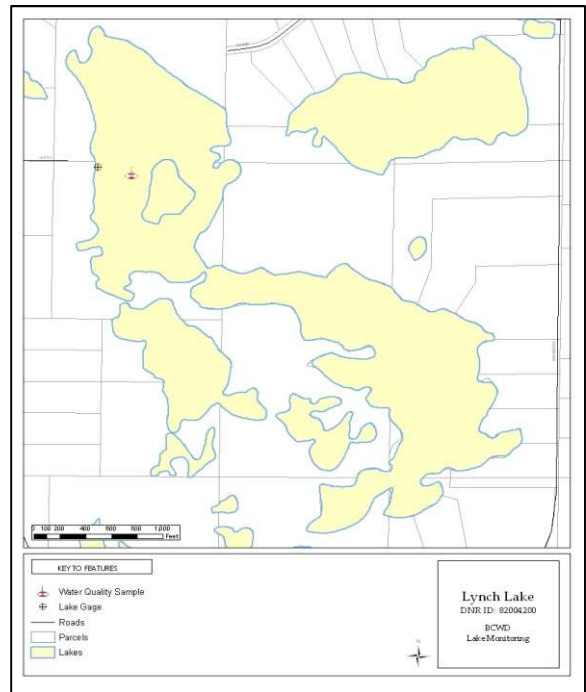 0 100 200 400 600 800 1,000
Feet
KEY TO FEATURES
Water Quality Sample
Lake Gage
Roads
Parcels
Lakes
Lynch Lake
DNR ID: 82004200
BCWD
Lake Monitoring